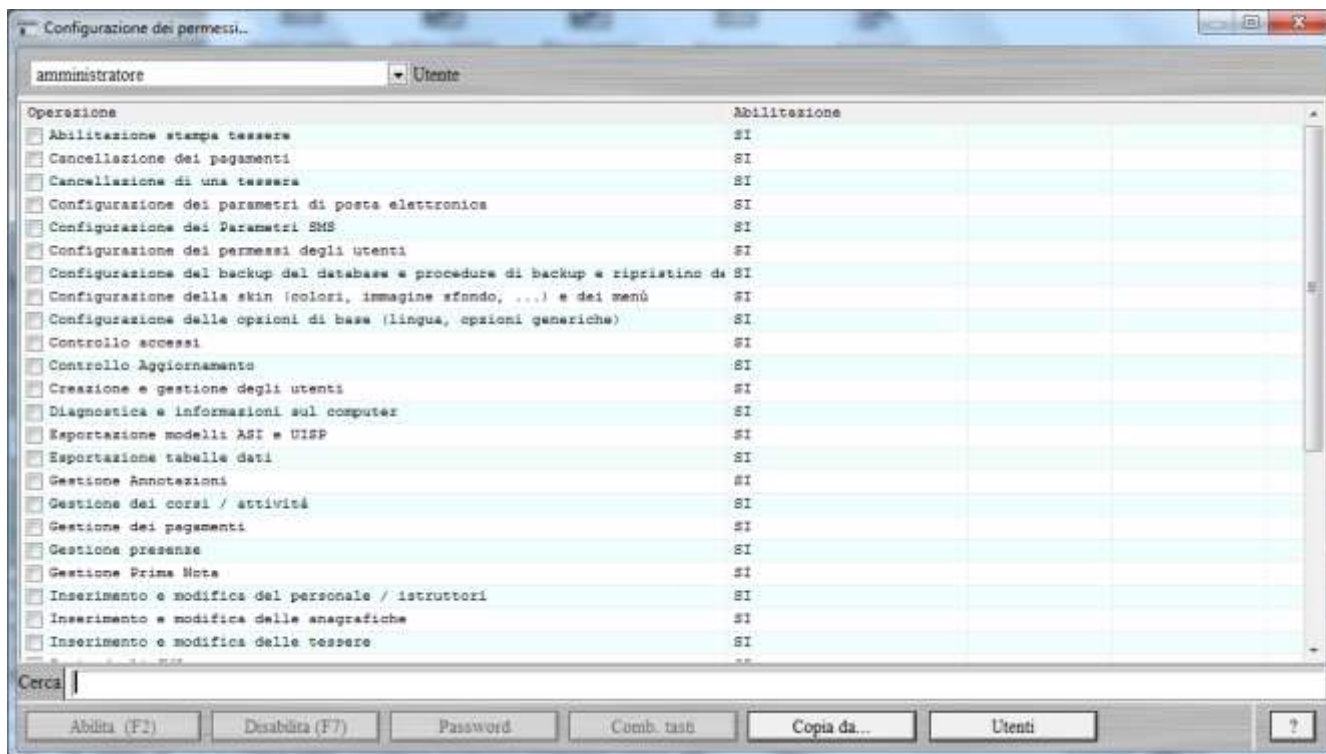 Configurazione dei permessi...
amministratore Utente
Operazione Abilitazione
Abilitazione stampa tessere SI
Cancellazione dei pagamenti SI
Cancellazione di una tessera SI
Configurazione dei parametri di posta elettronica SI
Configurazione dei Parametri SMS SI
Configurazione dei permessi degli utenti SI
Configurazione del backup del database e procedure di backup e ripristino de SI
Configurazione della skin (colori, immagine sfondo, ...) e dei menù SI
Configurazione delle opzioni di base (lingua, opzioni generiche) SI
Controllo accessi SI
Controllo Aggiornamento SI
Creazione e gestione degli utenti SI
Diagnostica e informazioni sul computer SI
Esportazione modelli ASI e UISP SI
Esportazione tabelle dati SI
Gestione Annotazioni SI
Gestione dei corsi / attività SI
Gestione dei pagamenti SI
Gestione presenze SI
Gestione Prima Nota SI
Inserimento e modifica del personale / istruttori SI
Inserimento e modifica delle anagrafiche SI
Inserimento e modifica delle tessere SI
Cerca
Abilita (F2) Disabilita (F7) Password Comb. tasti Copia da... Utenti ?